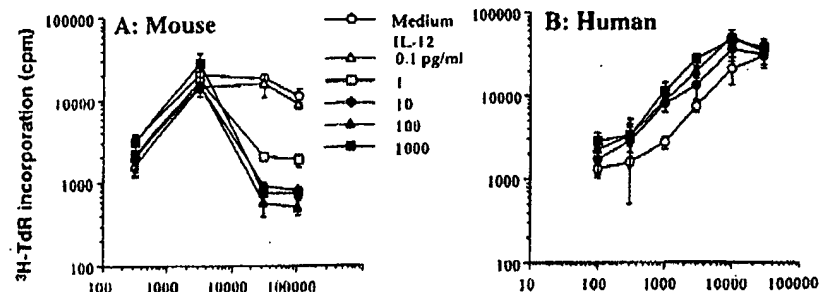 A: Mouse
B: Human
³H-TdR incorporation (cpm)
100000
10000
1000
100
100 1000 10000 100000
Medium
IL-12
0.1 pg/ml
1
10
100
1000
100000
10000
1000
100
10 100 1000 10000 100000